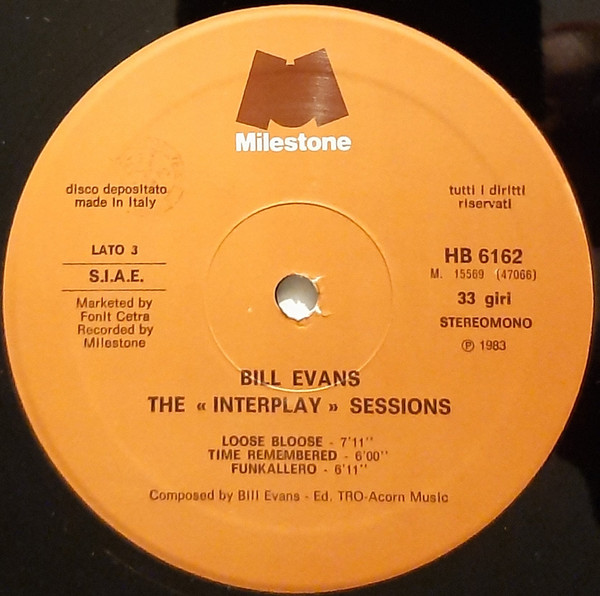 Milestone
disco depositato
made in Italy
tutti i diritti
riservati
LATO 3
S.I.A.E.
Marketed by
Fonit Cetra
Recorded by
Milestone
HB 6162
M. 15569 (47066)
33 giri
STEREOMONO
Ⓟ 1983
BILL EVANS
THE « INTERPLAY » SESSIONS
LOOSE BLOOSE - 7'11''
TIME REMEMBERED - 6'00''
FUNKALLERO - 6'11''
Composed by Bill Evans - Ed. TRO-Acorn Music